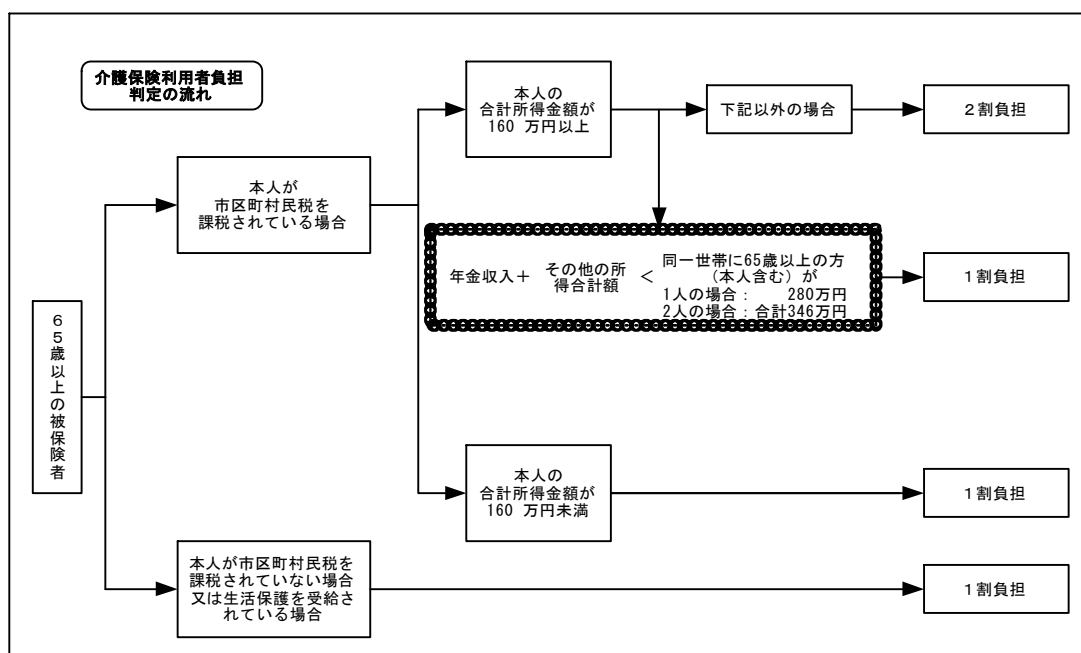 介護保険利用者負担
判定の流れ
本人の
合計所得金額が
160 万円以上
下記以外の場合
2割負担
本人が
市区町村民税を
課税されている場合
年金収入+ その他の所得合計額 <
同一世帯に65歳以上の方
(本人含む)が
1人の場合: 280万円
2人の場合:合計346万円
1割負担
65歳以上の被保険者
本人の
合計所得金額が
160 万円未満
1割負担
本人が市区町村民税を
課税されていない場合
又は生活保護を受給さ
れている場合
1割負担